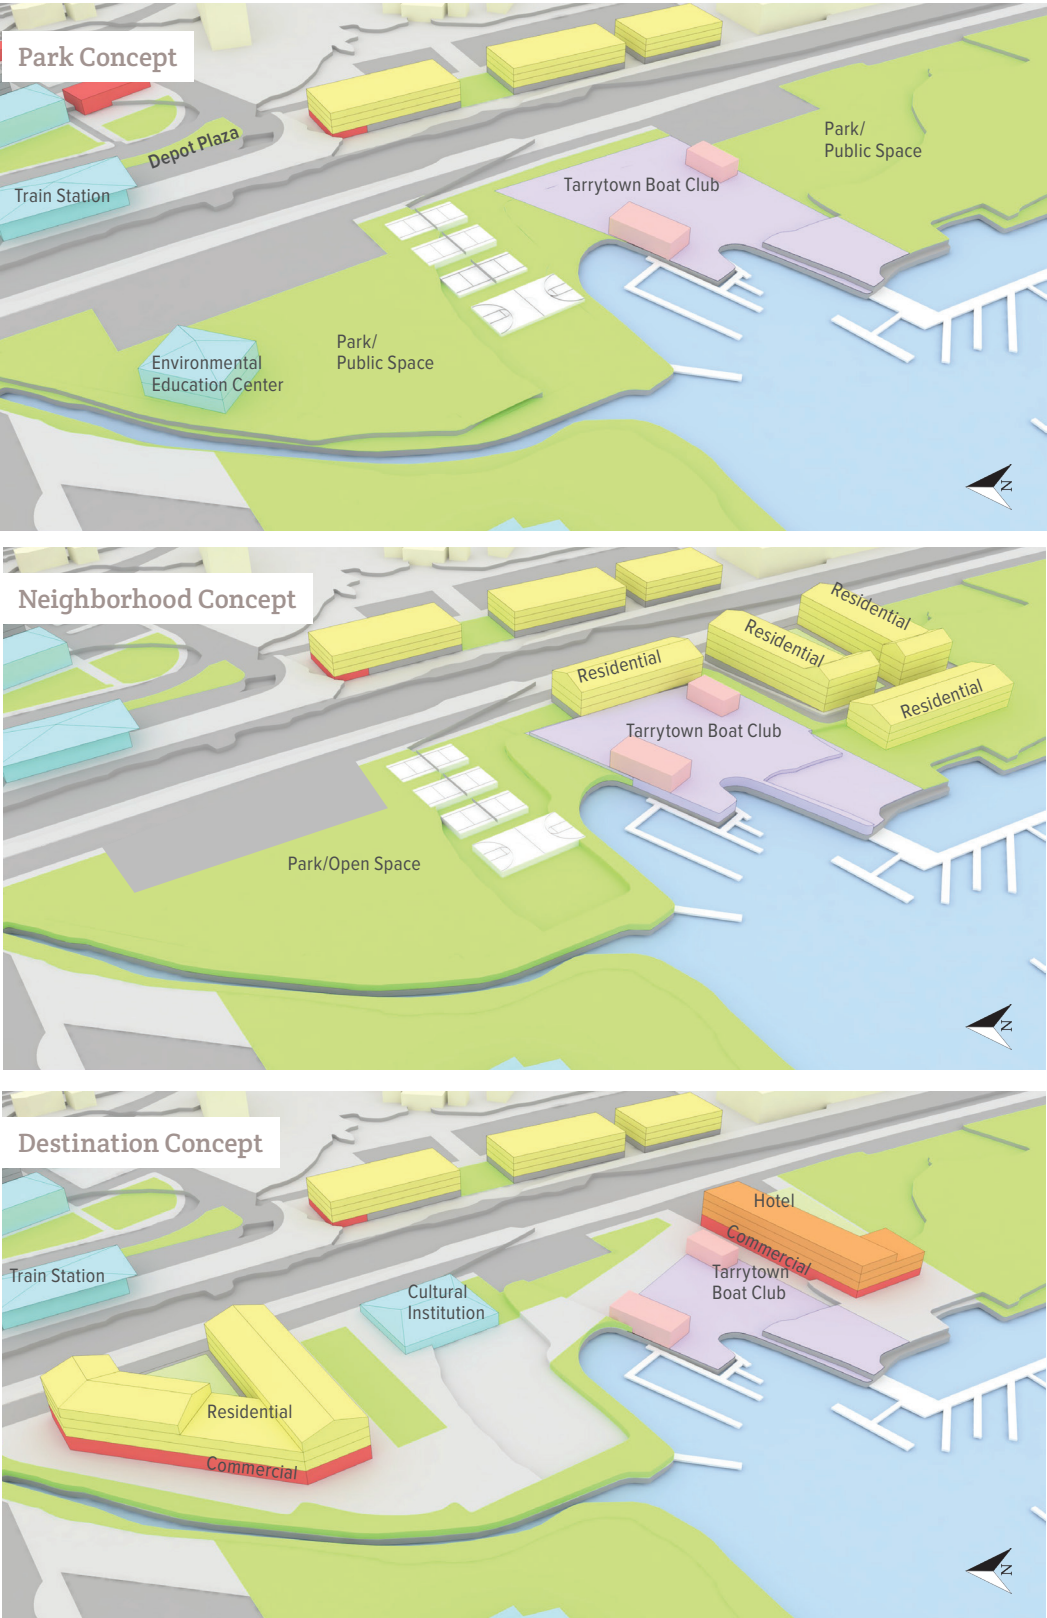 Park Concept
Depot Plaza
Park/
Public Space
Train Station
Tarrytown Boat Club
Park/
Public Space
Environmental
Education Center
N
Neighborhood Concept
Residential
Residential
Residential
Residential
Tarrytown Boat Club
Park/Open Space
N
Destination Concept
Hotel
Commercial
Train Station
Tarrytown
Boat Club
Cultural
Institution
Residential
Commercial
N